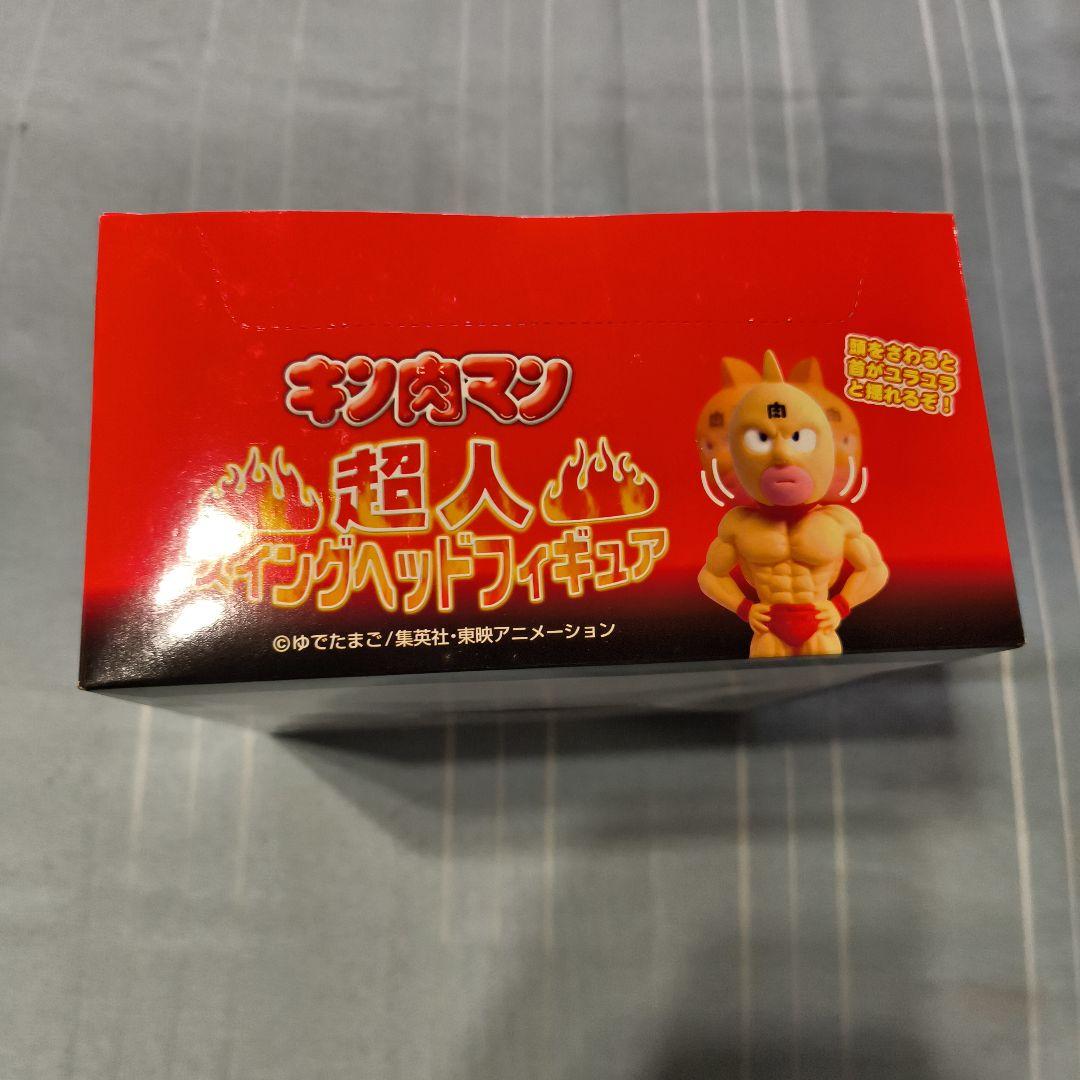 キン肉マン
超人
スイングヘッドフィギュア
©ゆでたまご/集英社・東映アニメーション
頭をさわると
首がユラユラ
と揺れるぞ!
肉